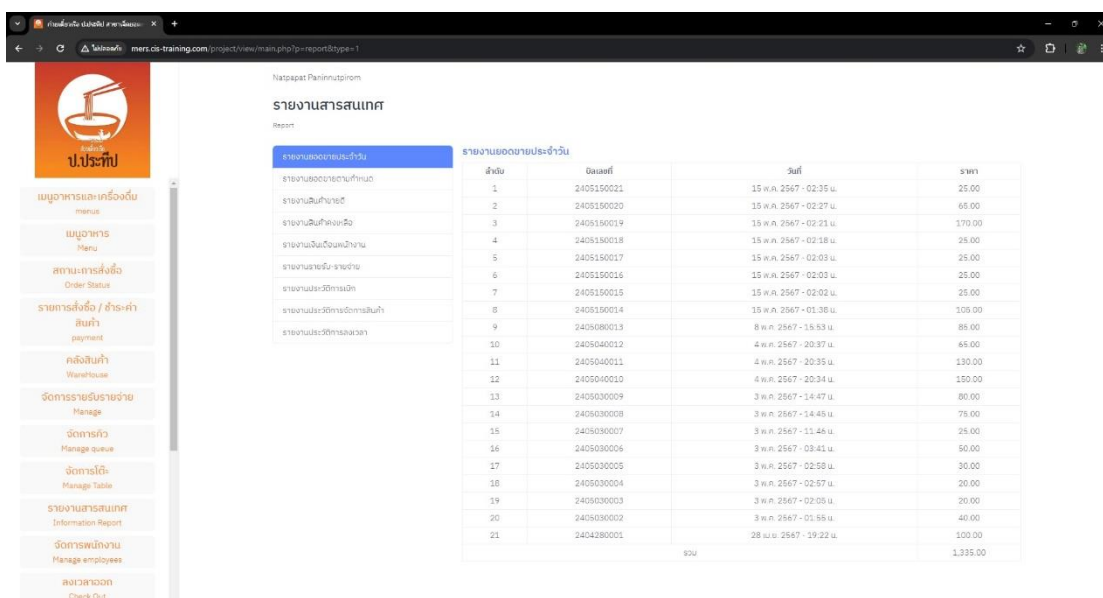 ก๋วยเตี๋ยวเรือ ป.ประทีป สาขา
ไม่ปลอดภัย mers.cis-training.com/project/view/main.php?p=report&type=1
ป.ประทีป
เมนูอาหารและเครื่องดื่ม
menus
เมนูอาหาร
Menu
สถานะการสั่งซื้อ
Order Status
รายการสั่งซื้อ / ชำระค่า
สินค้า
payment
คลังสินค้า
WareHouse
จัดการรายรับรายจ่าย
Manage
จัดการคิว
Manage queue
จัดการโต๊ะ
Manage Table
รายงานสารสนเทศ
Information Report
จัดการพนักงาน
Manage employees
ลงเวลาออก
Check Out
Natpapat Paninnutpirom
รายงานสารสนเทศ
Report
รายงานยอดขายประจำวัน
รายงานยอดขายตามกำหนด
รายงานสินค้าขายดี
รายงานสินค้าคงเหลือ
รายงานเงินเดือนพนักงาน
รายงานรายรับ-รายจ่าย
รายงานประวัติการเบิก
รายงานประวัติการจัดการสินค้า
รายงานประวัติการลงเวลา
รายงานยอดขายประจำวัน
ลำดับ บิลเลขที่ วันที่ ราคา
1 2405150021 15 พ.ค. 2567 - 02:35 น. 25.00
2 2405150020 15 พ.ค. 2567 - 02:27 น. 65.00
3 2405150019 15 พ.ค. 2567 - 02:21 น. 170.00
4 2405150018 15 พ.ค. 2567 - 02:18 น. 25.00
5 2405150017 15 พ.ค. 2567 - 02:03 น. 25.00
6 2405150016 15 พ.ค. 2567 - 02:03 น. 25.00
7 2405150015 15 พ.ค. 2567 - 02:02 น. 25.00
8 2405150014 15 พ.ค. 2567 - 01:38 น. 105.00
9 2405080013 8 พ.ค. 2567 - 15:53 น. 85.00
10 2405040012 4 พ.ค. 2567 - 20:37 น. 65.00
11 2405040011 4 พ.ค. 2567 - 20:35 น. 130.00
12 2405040010 4 พ.ค. 2567 - 20:34 น. 150.00
13 2405030009 3 พ.ค. 2567 - 14:47 น. 80.00
14 2405030008 3 พ.ค. 2567 - 14:45 น. 75.00
15 2405030007 3 พ.ค. 2567 - 11:46 น. 25.00
16 2405030006 3 พ.ค. 2567 - 03:41 น. 50.00
17 2405030005 3 พ.ค. 2567 - 02:58 น. 30.00
18 2405030004 3 พ.ค. 2567 - 02:57 น. 20.00
19 2405030003 3 พ.ค. 2567 - 02:05 น. 20.00
20 2405030002 3 พ.ค. 2567 - 01:55 น. 40.00
21 2404280001 28 เม.ย. 2567 - 19:22 น. 100.00
รวม 1,335.00